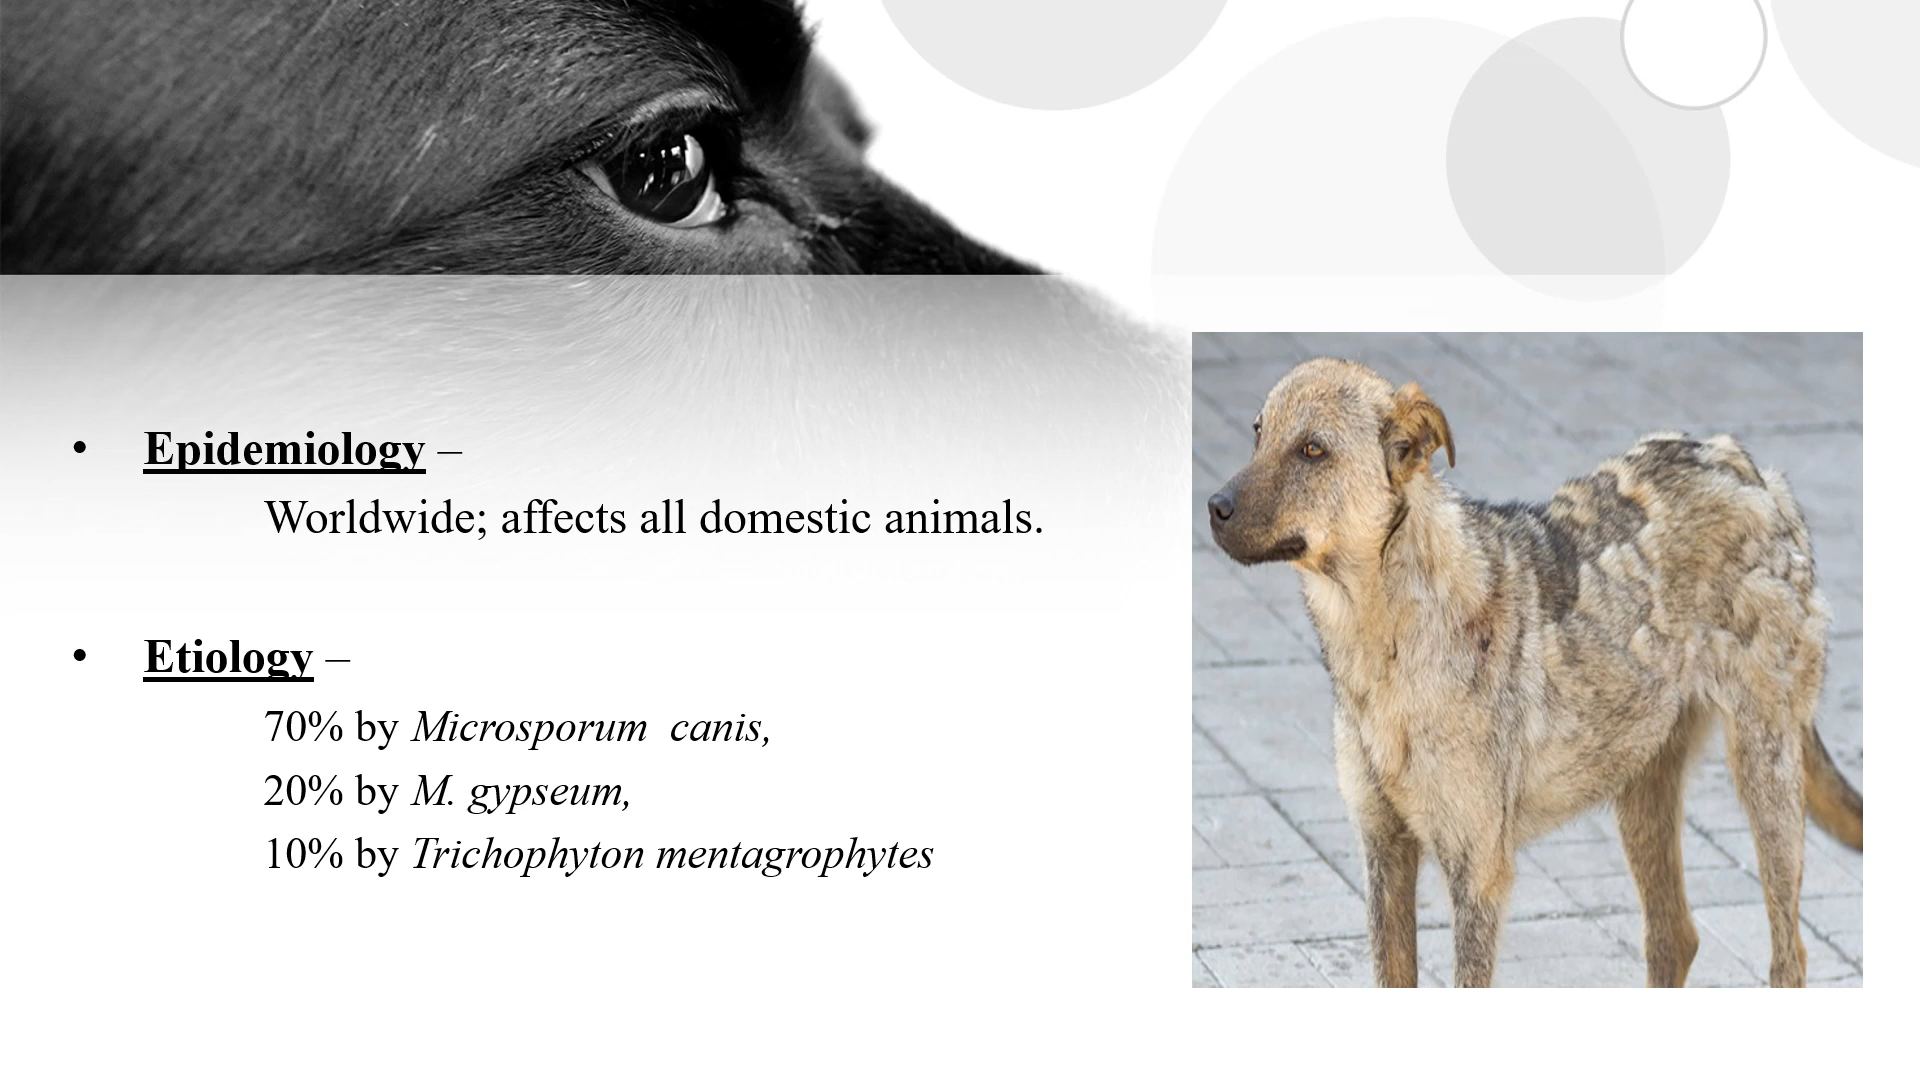 • Epidemiology –
Worldwide; affects all domestic animals.
• Etiology –
70% by Microsporum canis,
20% by M. gypseum,
10% by Trichophyton mentagrophytes